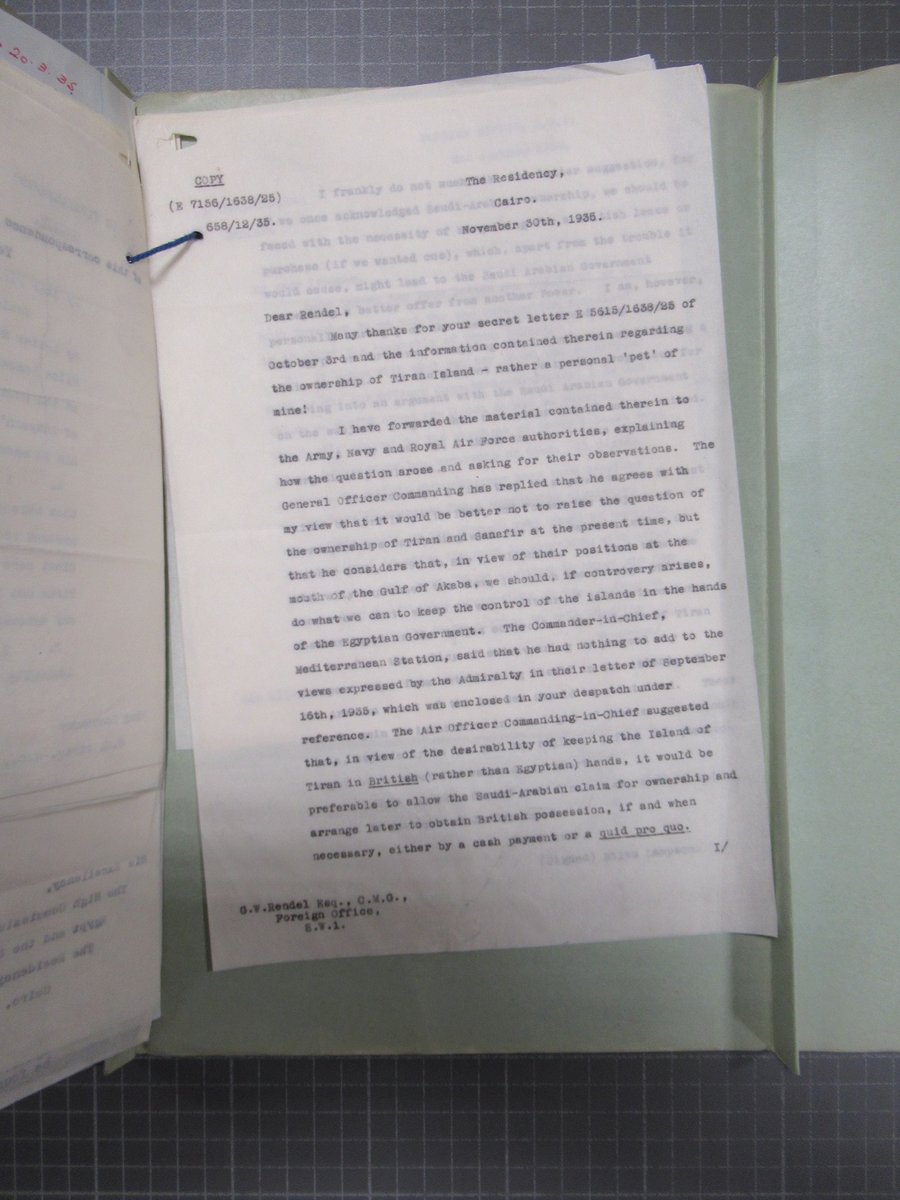 20.3.35.
COPY
(E 7156/1638/25)
658/12/35.
The Residency,
Cairo.
November 30th, 1935.
Dear Rendel,
Many thanks for your secret letter E 5615/1638/25 of
October 3rd and the information contained therein regarding
the ownership of Tiran Island - rather a personal 'pet' of
mine!
I have forwarded the material contained therein to
the Army, Navy and Royal Air Force authorities, explaining
how the question arose and asking for their observations. The
General Officer Commanding has replied that he agrees with
my view that it would be better not to raise the question of
the ownership of Tiran and Sanafir at the present time, but
that he considers that, in view of their positions at the
mouth of the Gulf of Akaba, we should, if controvery arises,
do what we can to keep the control of the islands in the hands
of the Egyptian Government. The Commander-in-Chief,
Mediterranean Station, said that he had nothing to add to the
views expressed by the Admiralty in their letter of September
16th, 1935, which was enclosed in your despatch under
reference. The Air Officer Commanding-in-Chief suggested
that, in view of the desirability of keeping the Island of
Tiran in British (rather than Egyptian) hands, it would be
preferable to allow the Saudi-Arabian claim for ownership and
arrange later to obtain British possession, if and when
necessary, either by a cash payment or a quid pro quo.
I/
G.W.Rendel Esq., C.M.G.,
Foreign Office,
S.W.1.